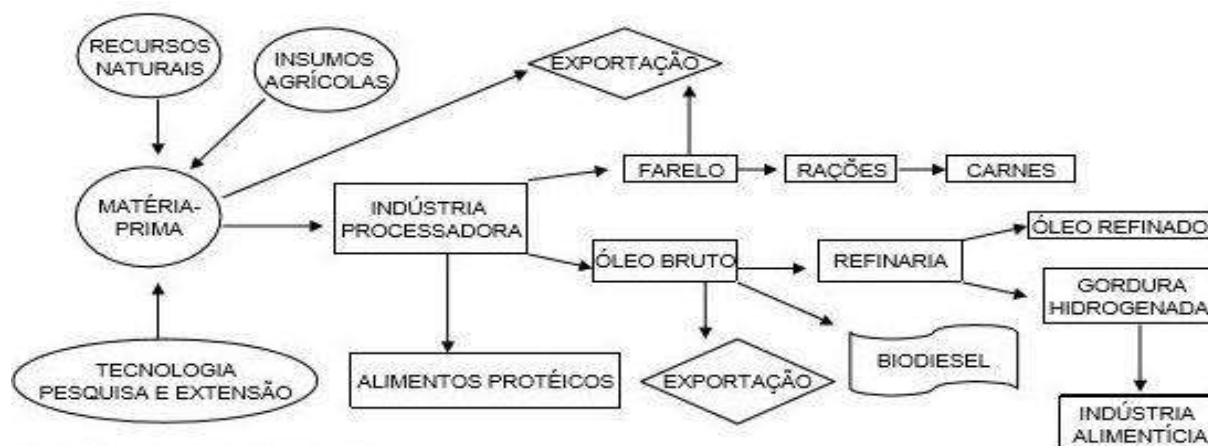 RECURSOS
NATURAIS
INSUMOS
AGRÍCOLAS
EXPORTAÇÃO
MATÉRIA-
PRIMA
INDÚSTRIA
PROCESSADORA
FARELO
RAÇÕES
CARNES
ÓLEO BRUTO
REFINARIA
ÓLEO REFINADO
GORDURA
HIDROGENADA
TECNOLOGIA
PESQUISA E EXTENSÃO
ALIMENTOS PROTÉICOS
EXPORTAÇÃO
BIODIESEL
INDÚSTRIA
ALIMENTÍCIA